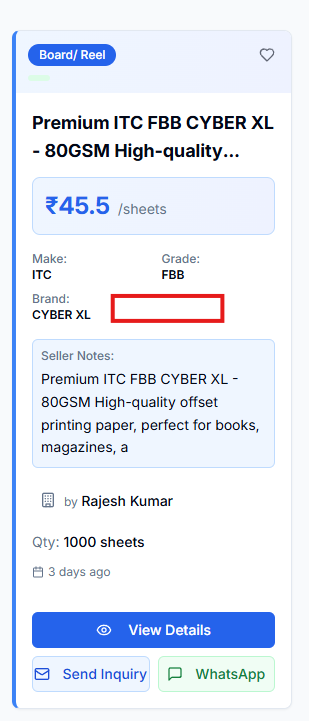 Board/ Reel
Premium ITC FBB CYBER XL
- 80GSM High-quality...
₹45.5 /sheets
Make: Grade:
ITC FBB
Brand:
CYBER XL
Seller Notes:
Premium ITC FBB CYBER XL -
80GSM High-quality offset
printing paper, perfect for books,
magazines, a
by Rajesh Kumar
Qty: 1000 sheets
3 days ago
View Details
Send Inquiry WhatsApp